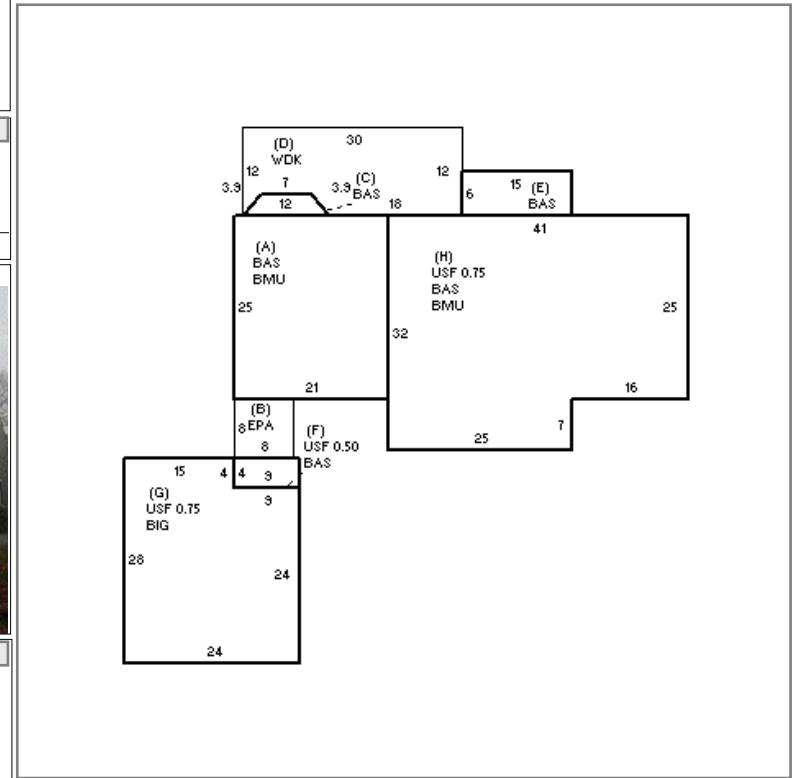 30
(D)
WDK
12
12
3.9
7
3.9
(C)
BAS
12
18
15
(E)
BAS
6
41
(A)
BAS
BMU
(H)
USF 0.75
BAS
BMU
25
25
32
21
16
(B)
EPA
8
8
(F)
USF 0.50
BAS
25
7
15
4
4
9
9
(G)
USF 0.75
BIG
28
24
24